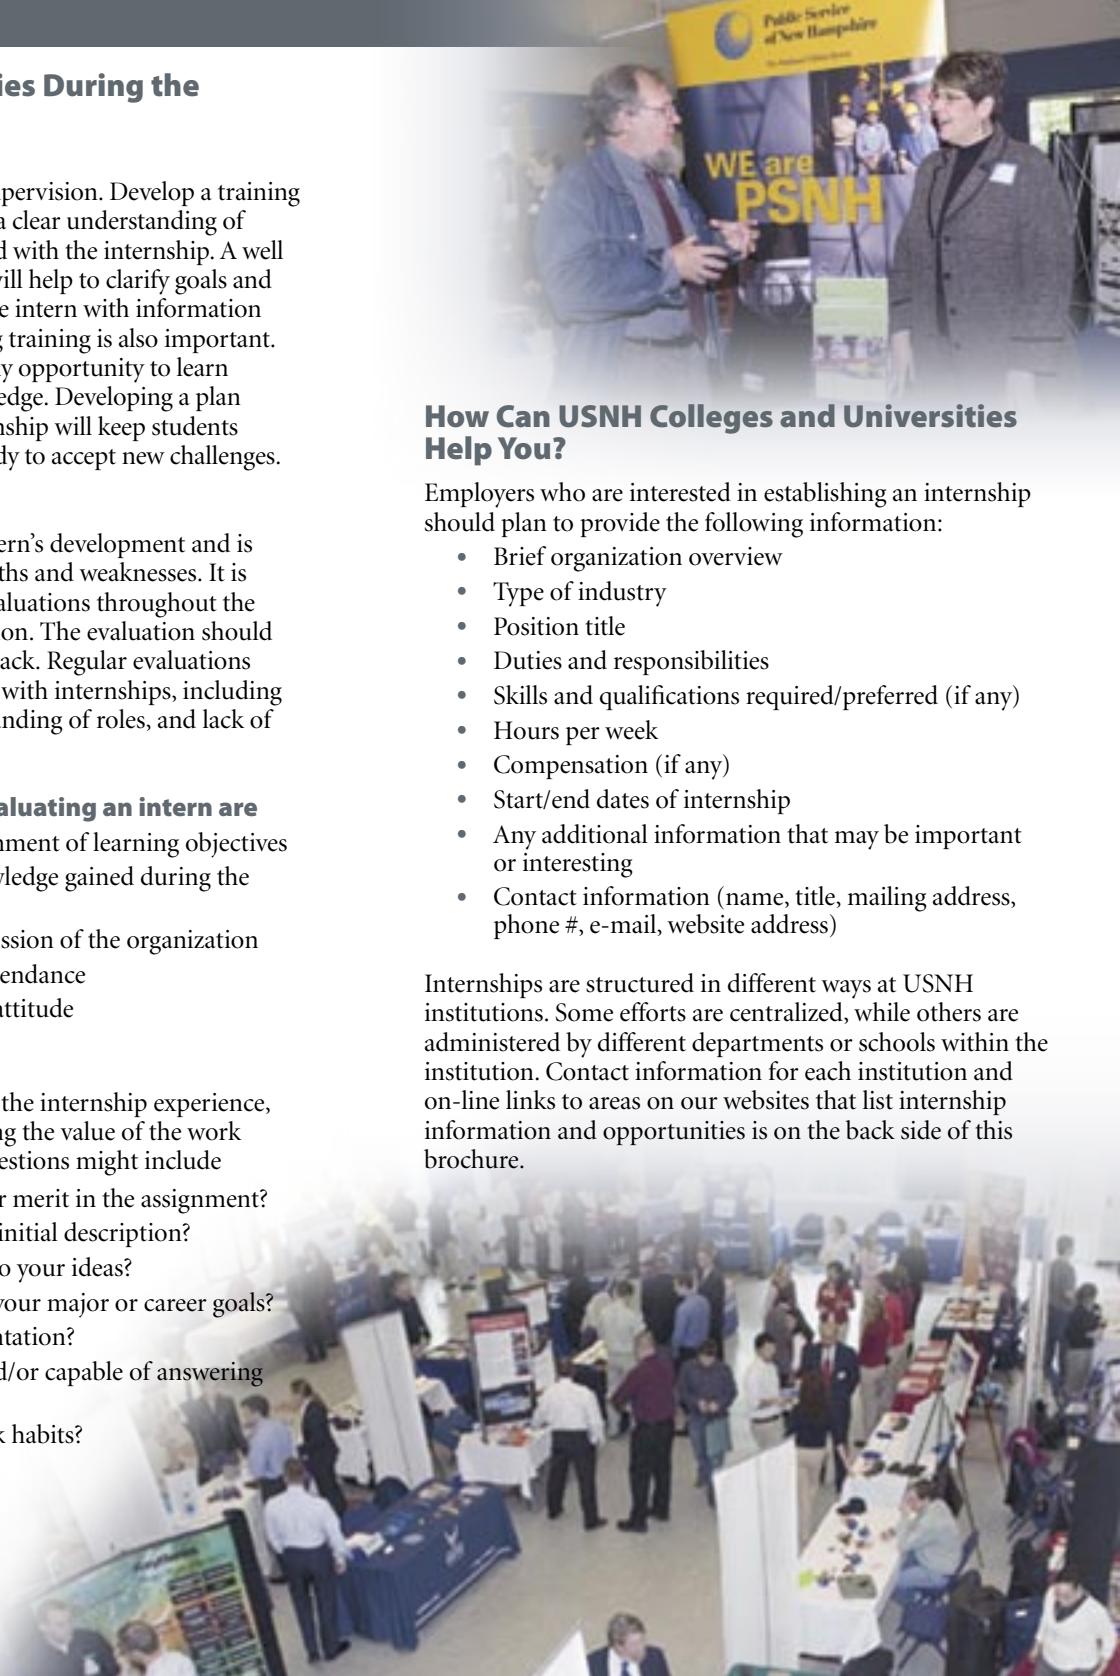 Public Service
of New Hampshire
WE are
PSNH
ies During the
pervision. Develop a training
a clear understanding of
d with the internship. A well
will help to clarify goals and
e intern with information
g training is also important.
y opportunity to learn
edge. Developing a plan
nship will keep students
dy to accept new challenges.
ern’s development and is
ths and weaknesses. It is
aluations throughout the
on. The evaluation should
ack. Regular evaluations
with internships, including
anding of roles, and lack of
aluating an intern are
nment of learning objectives
wledge gained during the
ssion of the organization
endance
attitude
the internship experience,
ng the value of the work
estions might include
r merit in the assignment?
initial description?
o your ideas?
your major or career goals?
ntation?
d/or capable of answering
k habits?
How Can USNH Colleges and Universities
Help You?
Employers who are interested in establishing an internship
should plan to provide the following information:
• Brief organization overview
• Type of industry
• Position title
• Duties and responsibilities
• Skills and qualifications required/preferred (if any)
• Hours per week
• Compensation (if any)
• Start/end dates of internship
• Any additional information that may be important
or interesting
• Contact information (name, title, mailing address,
phone #, e-mail, website address)
Internships are structured in different ways at USNH
institutions. Some efforts are centralized, while others are
administered by different departments or schools within the
institution. Contact information for each institution and
on-line links to areas on our websites that list internship
information and opportunities is on the back side of this
brochure.